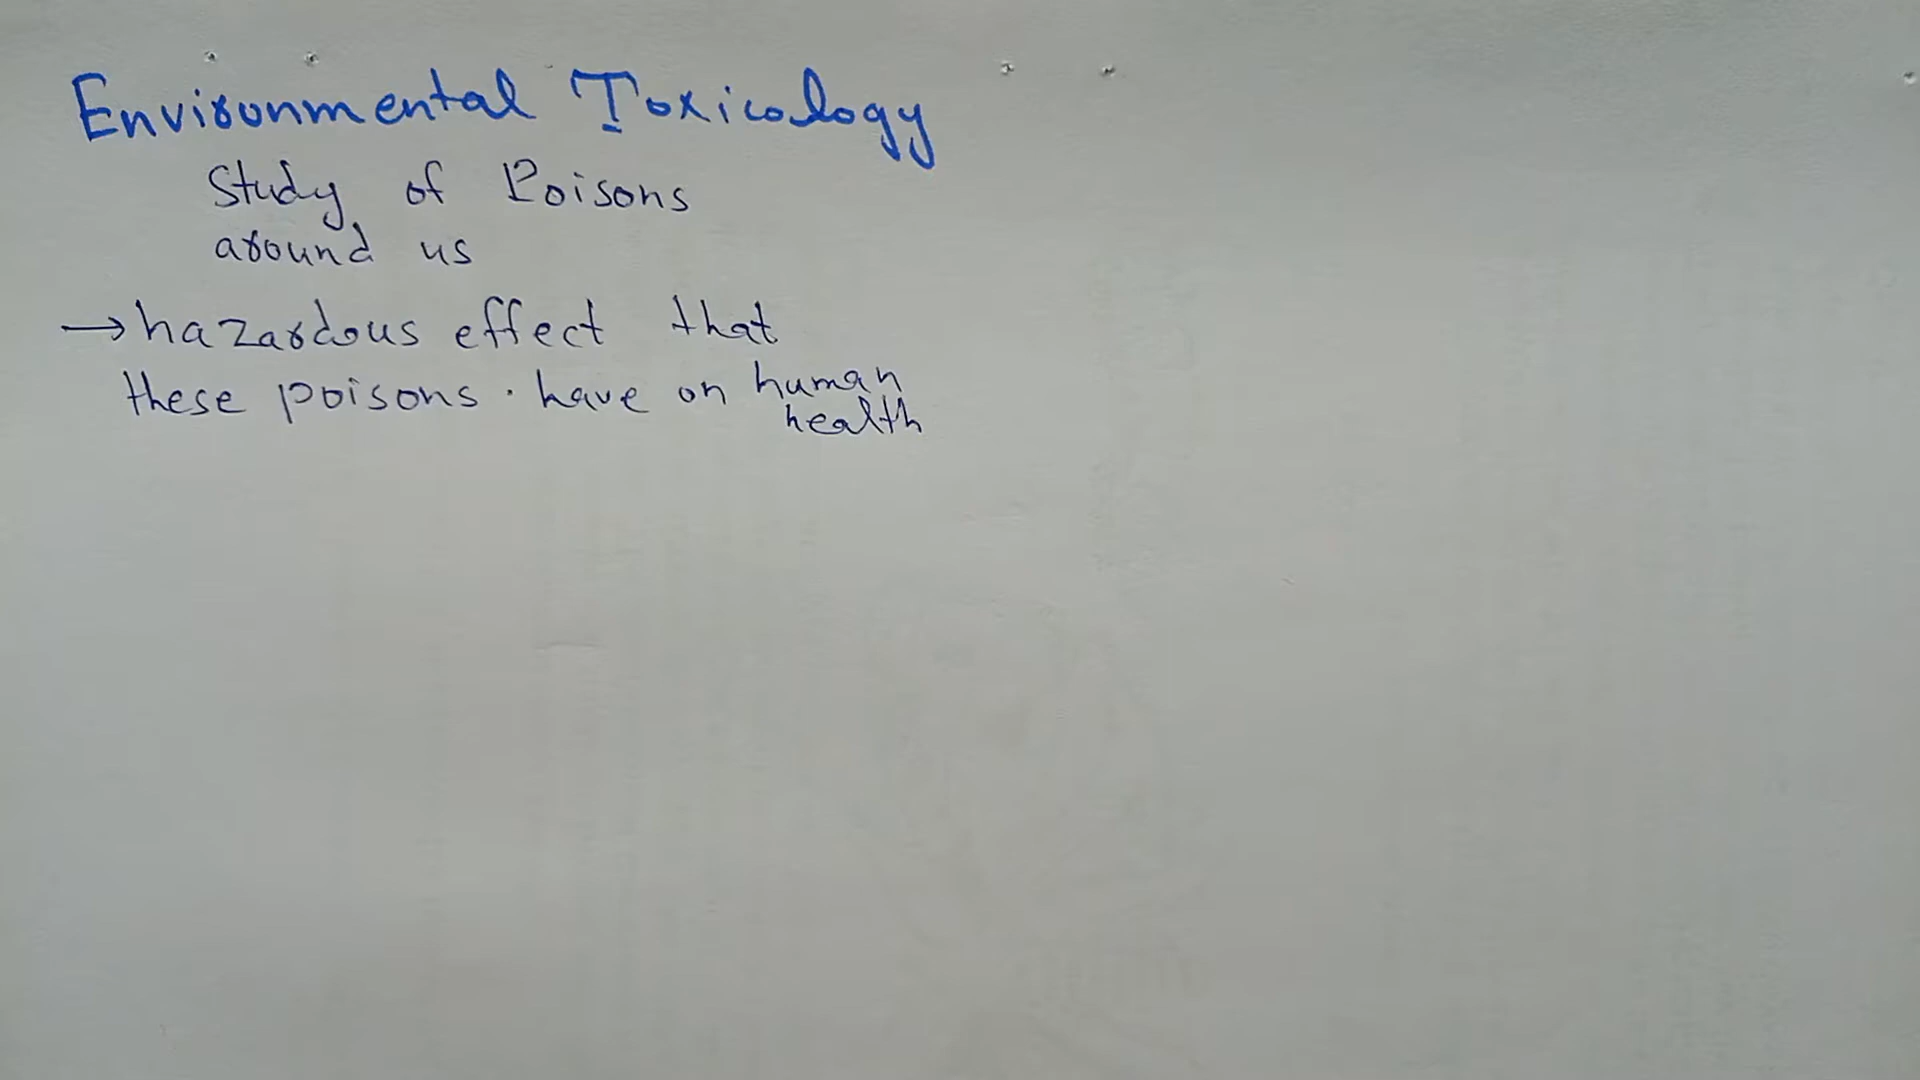 Environmental Toxicology
Study of Poisons
around us
→ hazardous effect that
these poisons. have on human
health